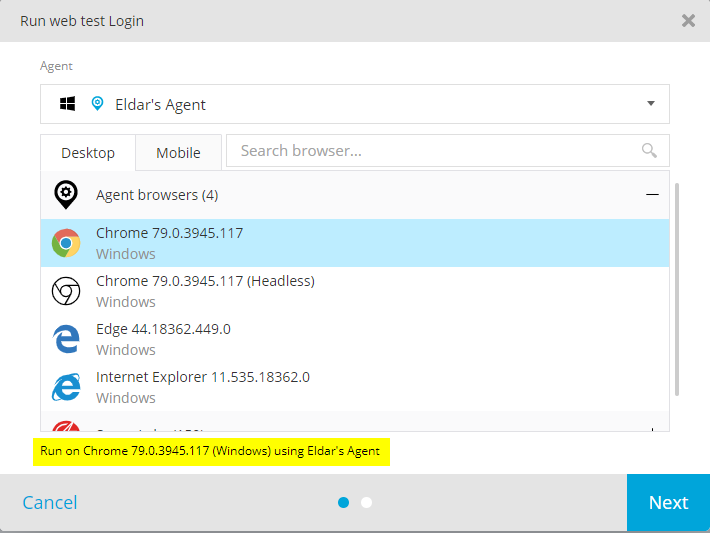 Run web test Login
Agent
Eldar's Agent
Desktop
Mobile
Search browser...
Agent browsers (4)
Chrome 79.0.3945.117
Windows
Chrome 79.0.3945.117 (Headless)
Windows
Edge 44.18362.449.0
Windows
Internet Explorer 11.535.18362.0
Windows
Run on Chrome 79.0.3945.117 (Windows) using Eldar's Agent
Cancel
Next